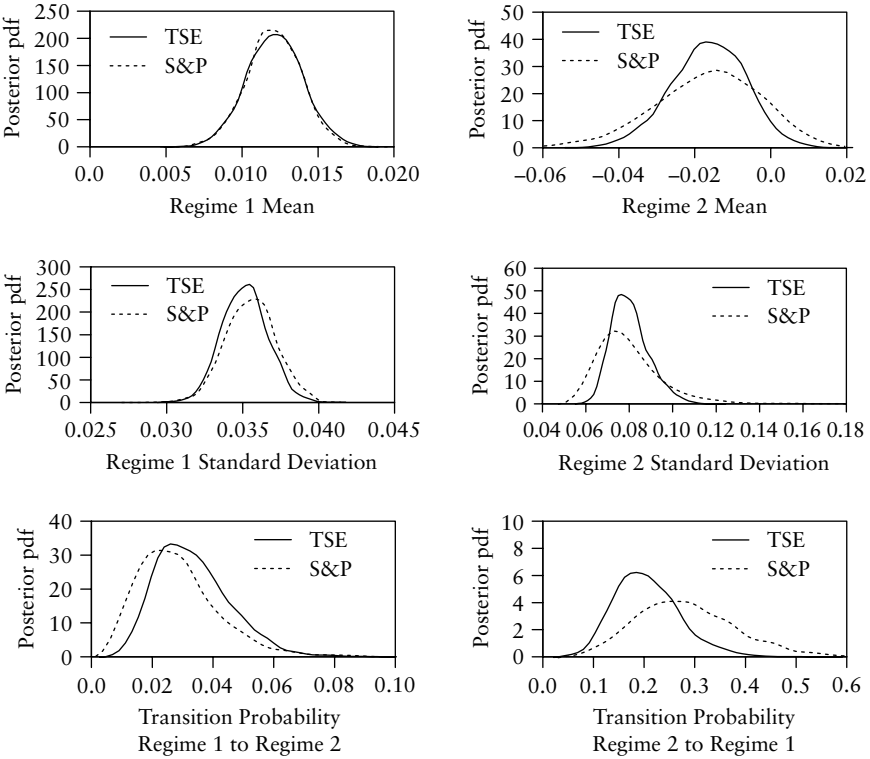 Posterior pdf
250
200
150
100
50
0
TSE
S&P
0.0 0.005 0.010 0.015 0.020
Regime 1 Mean
Posterior pdf
50
40
30
20
10
0
TSE
S&P
−0.06 −0.04 −0.02 0.0 0.02
Regime 2 Mean
Posterior pdf
300
250
200
150
100
50
0
TSE
S&P
0.025 0.030 0.035 0.040 0.045
Regime 1 Standard Deviation
Posterior pdf
60
50
40
30
20
10
0
TSE
S&P
0.04 0.06 0.08 0.10 0.12 0.14 0.16 0.18
Regime 2 Standard Deviation
Posterior pdf
40
30
20
10
0
TSE
S&P
0.0 0.02 0.04 0.06 0.08 0.10
Transition Probability
Regime 1 to Regime 2
Posterior pdf
10
8
6
4
2
0
TSE
S&P
0.0 0.1 0.2 0.3 0.4 0.5 0.6
Transition Probability
Regime 2 to Regime 1